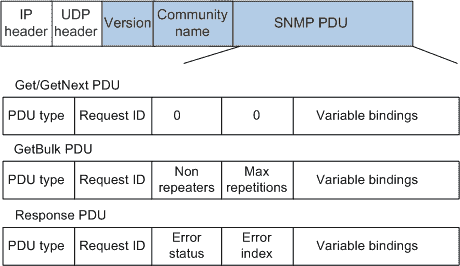 IP header UDP header Version Community name SNMP PDU
Get/GetNext PDU
PDU type Request ID 0 0 Variable bindings
GetBulk PDU
PDU type Request ID Non repeaters Max repetitions Variable bindings
Response PDU
PDU type Request ID Error status Error index Variable bindings